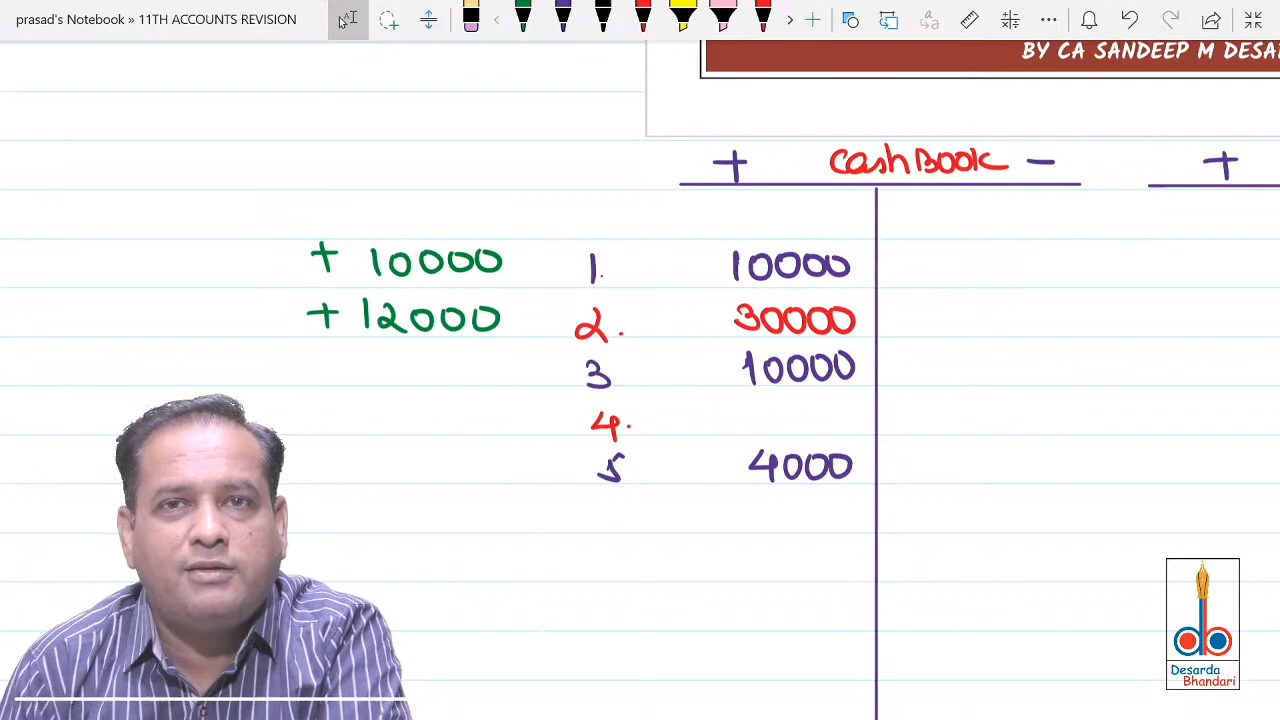 prasad's Notebook » 11TH ACCOUNTS REVISION
BY CA SANDEEP M DESAR
+ Cash Book - +
+ 10000 1. 10000
+ 12000 2. 30000
3 10000
4.
5 4000
Desarda
Bhandari